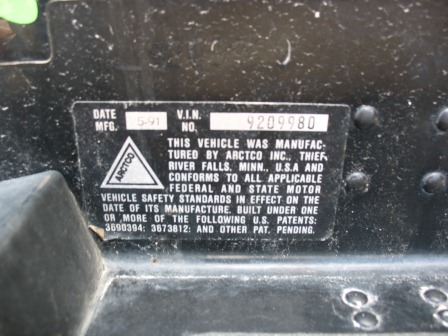 DATE MFG. 5-91 V.I.N. NO. 9209980
THIS VEHICLE WAS MANUFAC-
TURED BY ARCTCO INC., THIEF
RIVER FALLS, MINN., U.S.A AND
CONFORMS TO ALL APPLICABLE
FEDERAL AND STATE MOTOR
ARCTCO
VEHICLE SAFETY STANDARDS IN EFFECT ON THE
DATE OF ITS MANUFACTURE. BUILT UNDER ONE
OR MORE OF THE FOLLOWING U.S. PATENTS:
3690394; 3673812; AND OTHER PAT. PENDING.